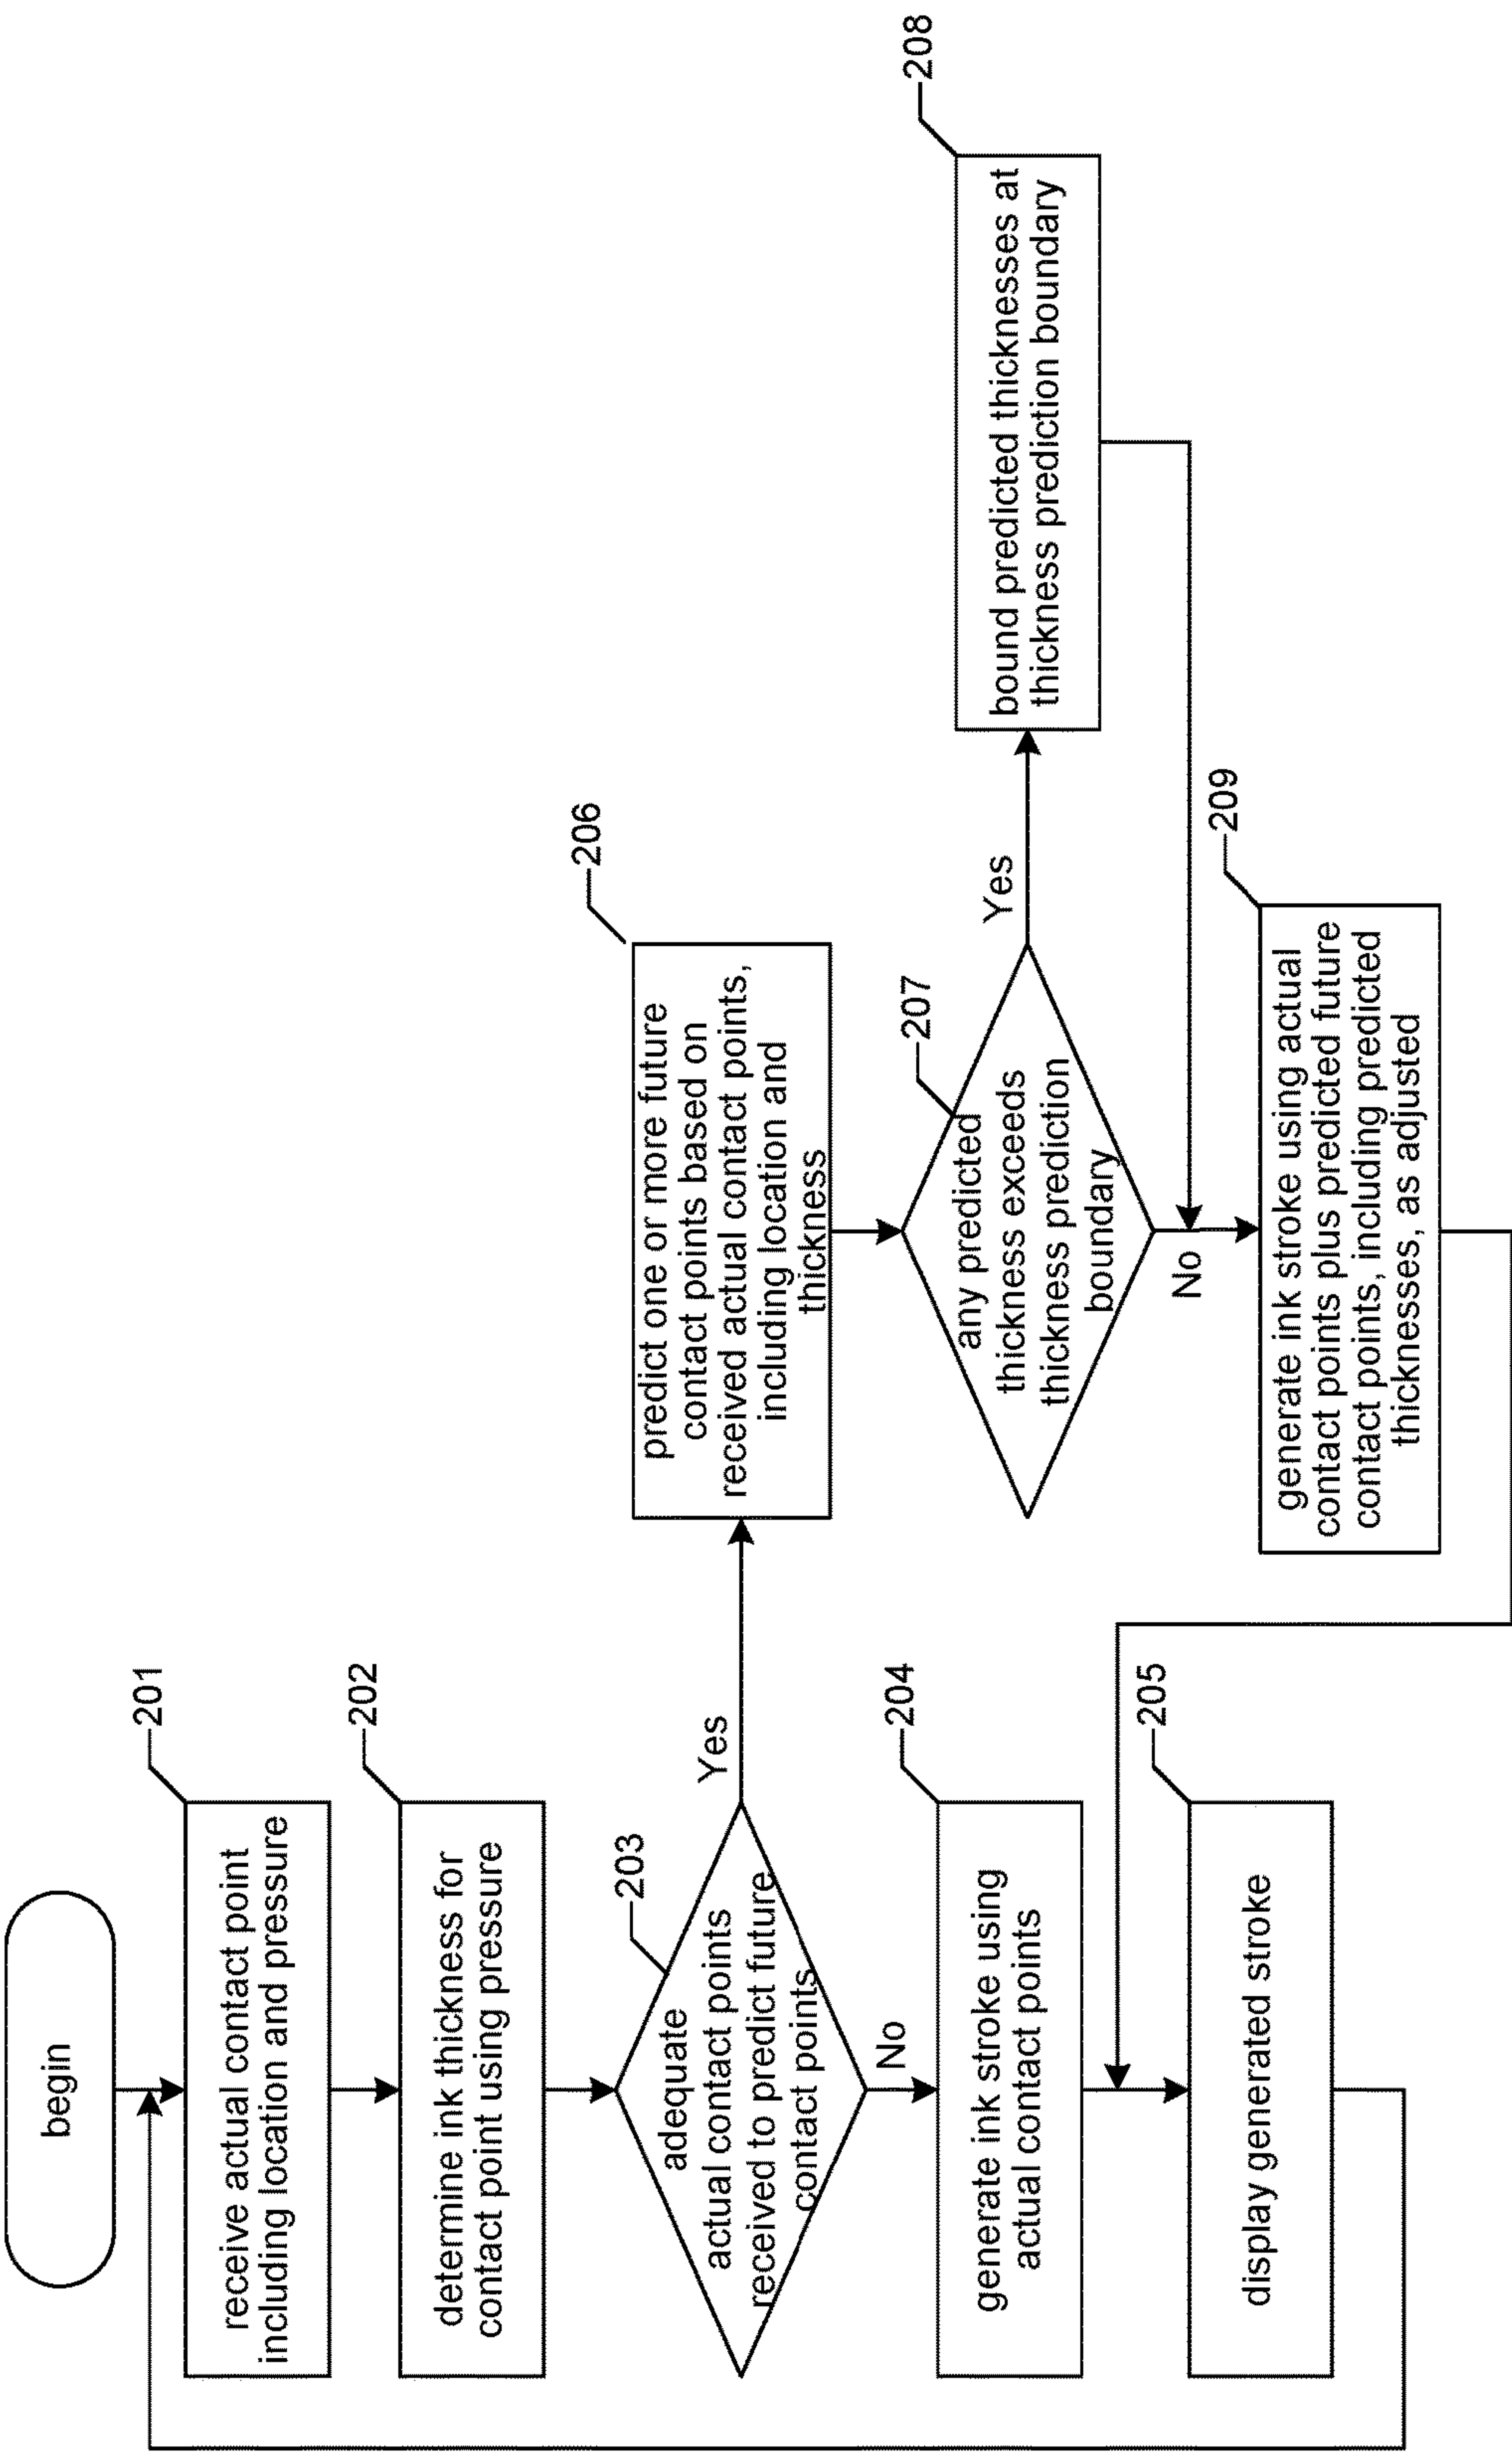 begin
201
receive actual contact point
including location and pressure
202
determine ink thickness for
contact point using pressure
203
adequate
actual contact points
received to predict future
contact points
Yes
No
204
generate ink stroke using
actual contact points
205
display generated stroke
206
predict one or more future
contact points based on
received actual contact points,
including location and
thickness
207
any predicted
thickness exceeds
thickness prediction
boundary
Yes
No
208
bound predicted thicknesses at
thickness prediction boundary
209
generate ink stroke using actual
contact points plus predicted future
contact points, including predicted
thicknesses, as adjusted